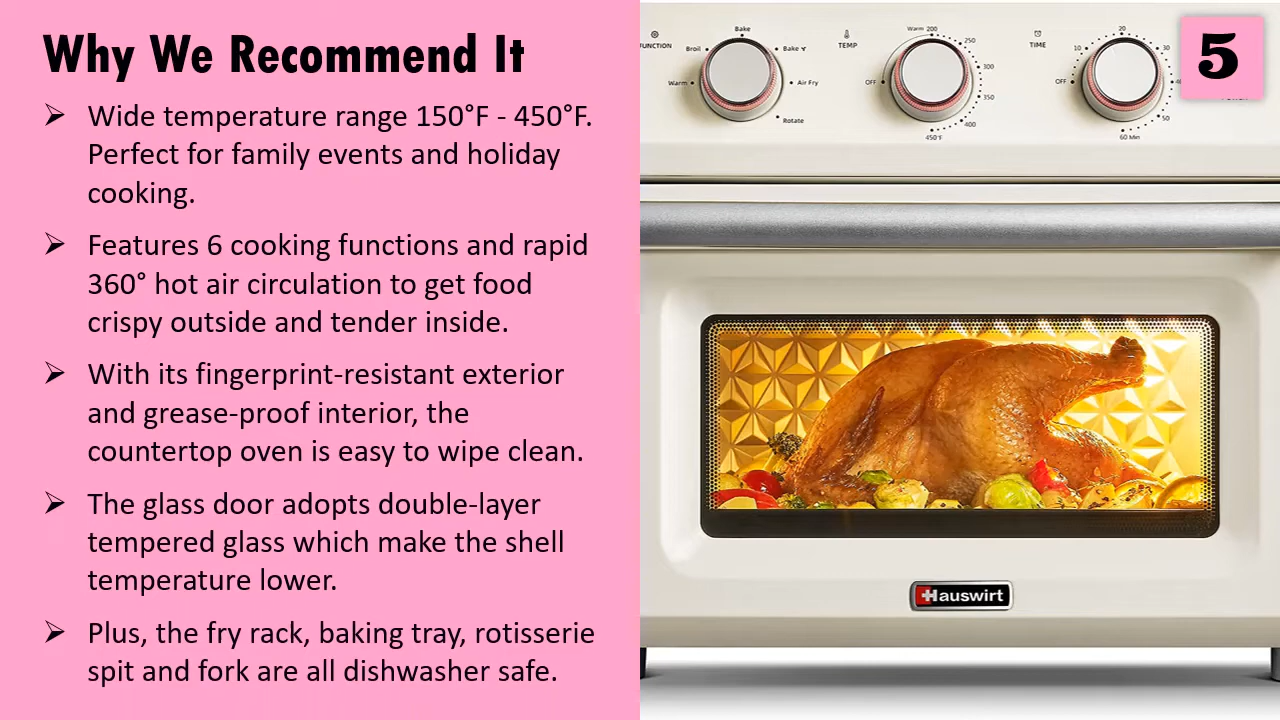 Why We Recommend It
➢ Wide temperature range 150°F - 450°F.
Perfect for family events and holiday
cooking.
➢ Features 6 cooking functions and rapid
360° hot air circulation to get food
crispy outside and tender inside.
➢ With its fingerprint-resistant exterior
and grease-proof interior, the
countertop oven is easy to wipe clean.
➢ The glass door adopts double-layer
tempered glass which make the shell
temperature lower.
➢ Plus, the fry rack, baking tray, rotisserie
spit and fork are all dishwasher safe.
5
FUNCTION
Warm
Broil
Bake
Bake
Air Fry
Rotate
TEMP
OFF
Warm 200
250
300
350
400
450°F
TIME
OFF
10
20
30
50
60 Min
Hauswirt